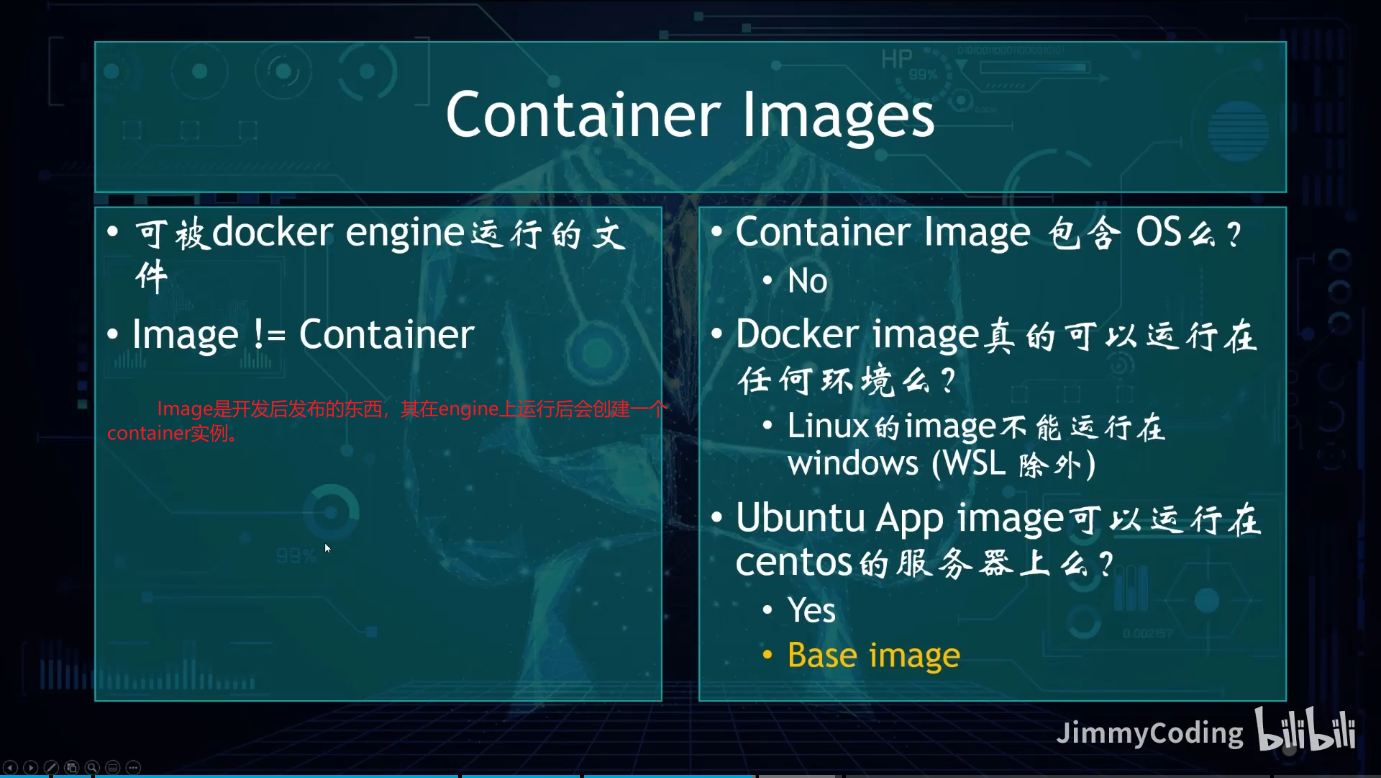 Container Images
• 可被docker engine运行的文
件
• Image != Container
Image是开发后发布的东西，其在engine上运行后会创建一个
container实例。
• Container Image 包含 OS么？
• No
• Docker image真的可以运行在
任何环境么？
• Linux的image不能运行在
windows (WSL 除外)
• Ubuntu App image可以运行在
centos的服务器上么？
• Yes
• Base image
HP
99%
99%
0.002157
JimmyCoding bilibili